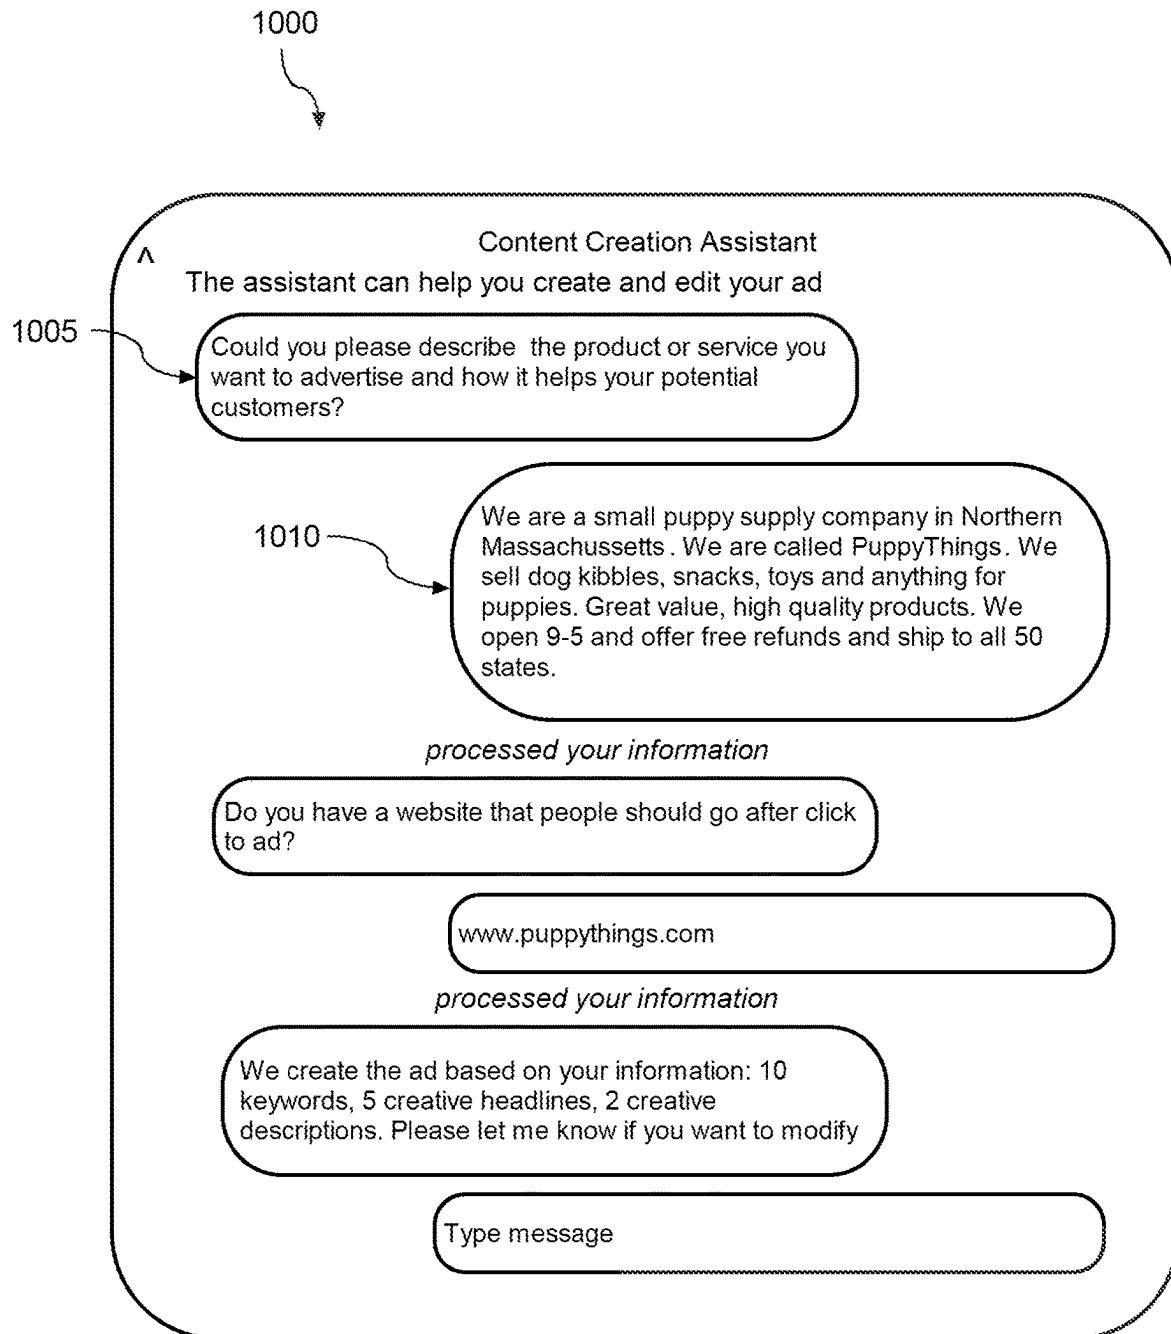 1000
^
Content Creation Assistant
The assistant can help you create and edit your ad
1005
Could you please describe the product or service you
want to advertise and how it helps your potential
customers?
1010
We are a small puppy supply company in Northern
Massachussetts. We are called PuppyThings. We
sell dog kibbles, snacks, toys and anything for
puppies. Great value, high quality products. We
open 9-5 and offer free refunds and ship to all 50
states.
processed your information
Do you have a website that people should go after click
to ad?
www.puppythings.com
processed your information
We create the ad based on your information: 10
keywords, 5 creative headlines, 2 creative
descriptions. Please let me know if you want to modify
Type message